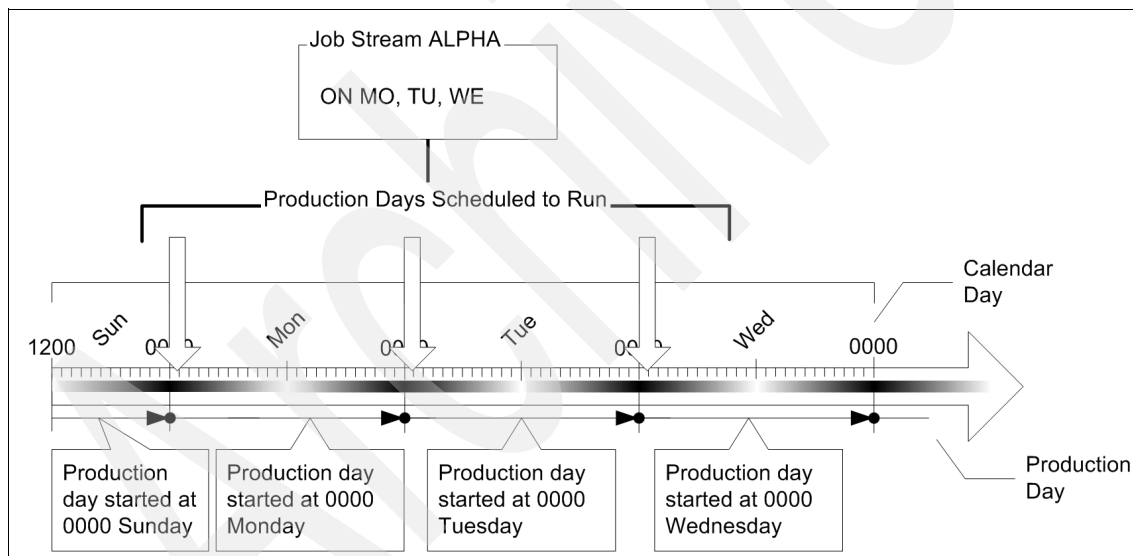 Job Stream ALPHA
ON MO, TU, WE
Production Days Scheduled to Run
Calendar
Day
Sun
Mon
Tue
Wed
1200
0000
Production
day started at
0000 Sunday
Production day
started at 0000
Monday
Production day
started at 0000
Tuesday
Production day
started at 0000
Wednesday
Production
Day